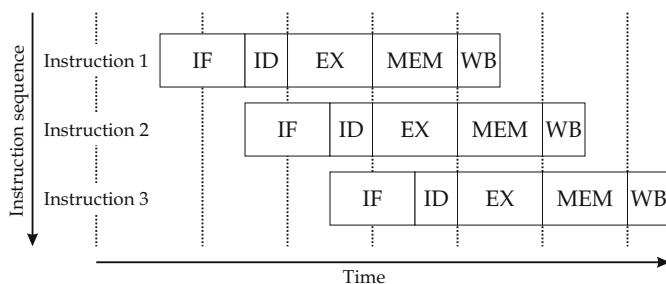 Instruction sequence
Instruction 1 IF ID EX MEM WB
Instruction 2 IF ID EX MEM WB
Instruction 3 IF ID EX MEM WB
Time